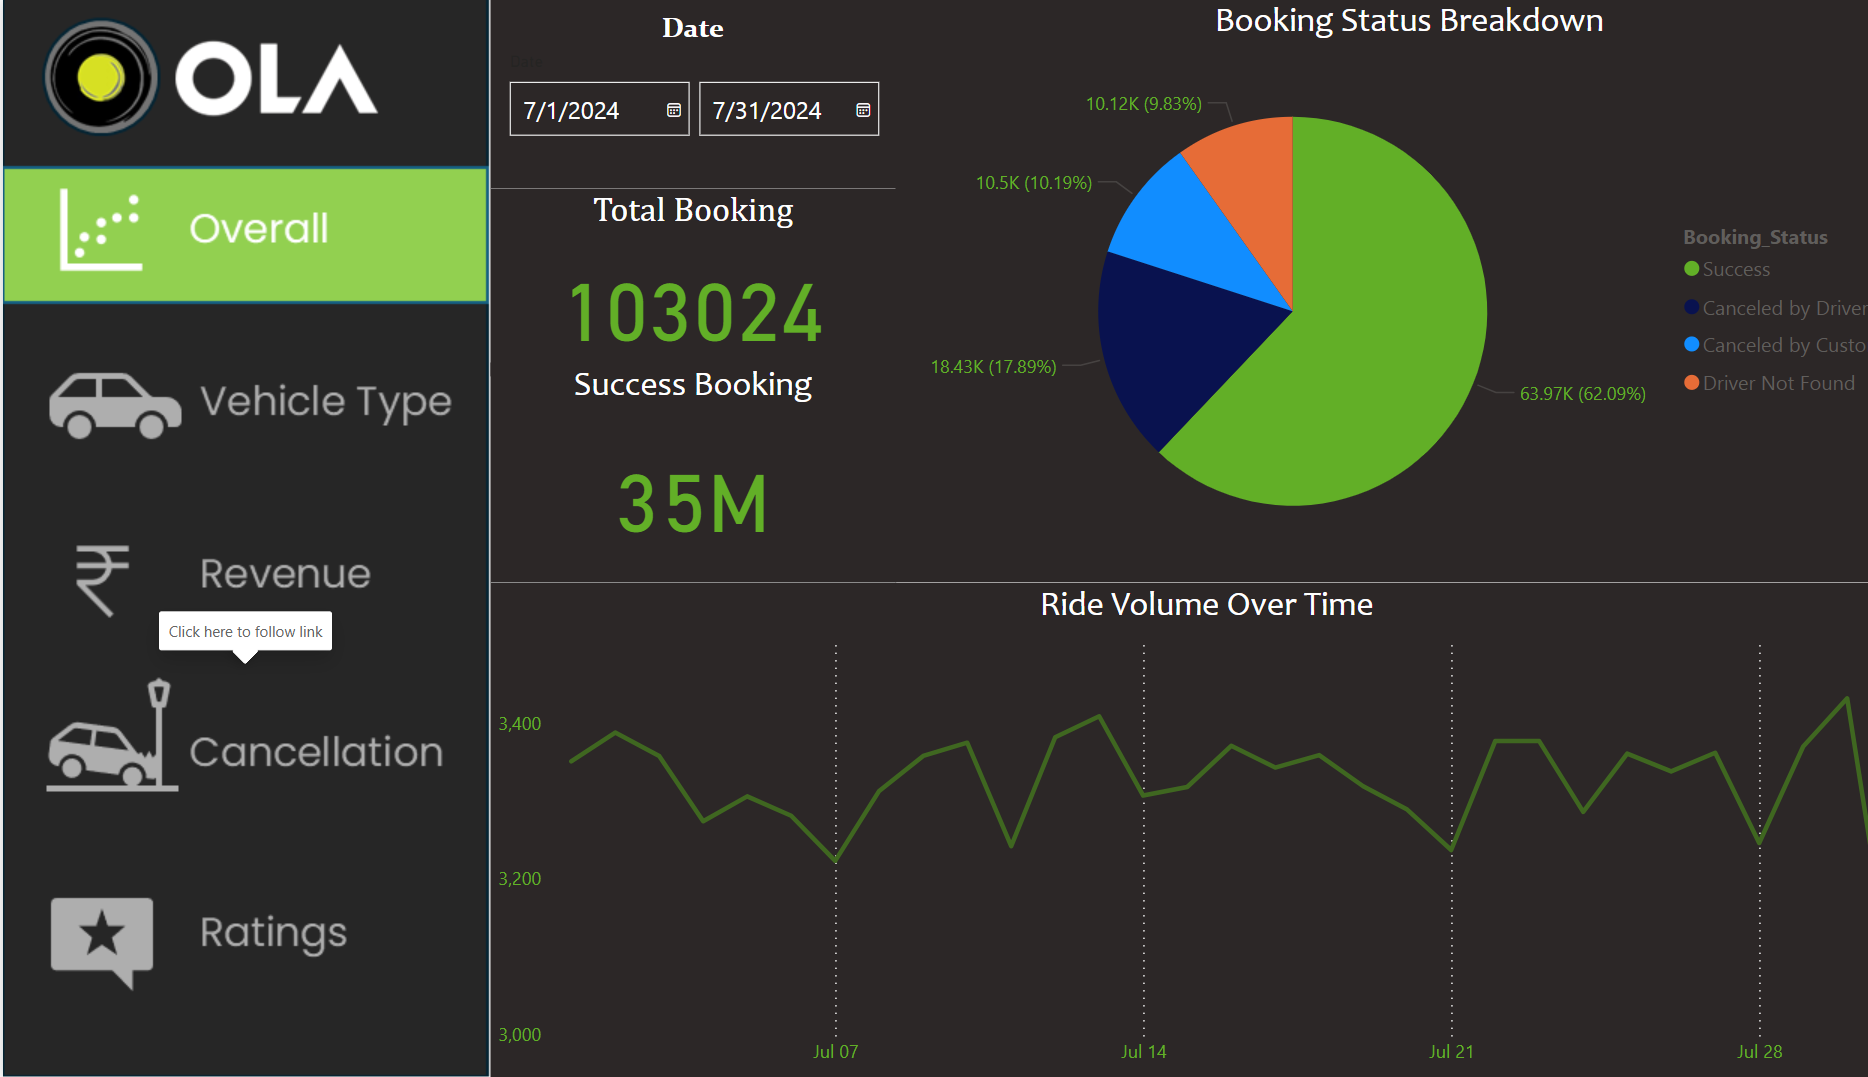 OLA
Overall
Vehicle Type
Revenue
Click here to follow link
Cancellation
Ratings
Date
7/1/2024
7/31/2024
Total Booking
103024
Success Booking
35M
Booking Status Breakdown
10.12K (9.83%)
10.5K (10.19%)
18.43K (17.89%)
63.97K (62.09%)
Booking_Status
Success
Canceled by Driver
Canceled by Custo
Driver Not Found
Ride Volume Over Time
3,400
3,200
3,000
Jul 07
Jul 14
Jul 21
Jul 28